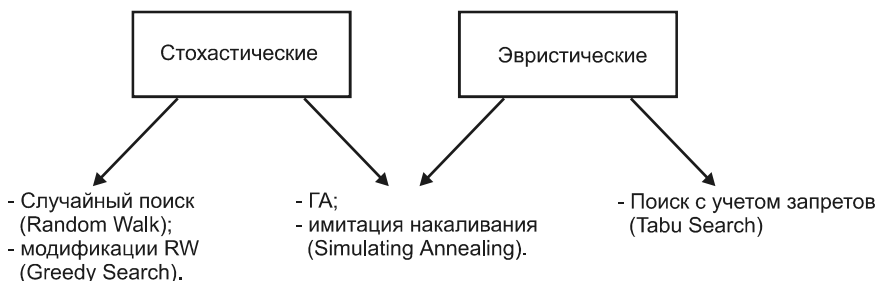 Стохастические
Эвристические
- Случайный поиск
(Random Walk);
- модификации RW
(Greedy Search).
- ГА;
- имитация накаливания
(Simulating Annealing).
- Поиск с учетом запретов
(Tabu Search)